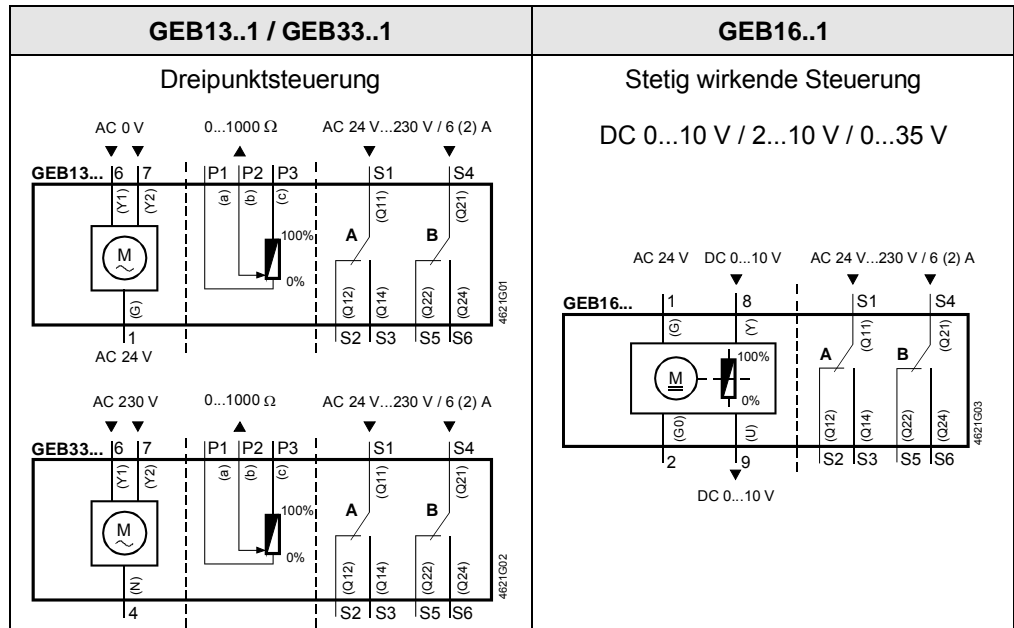 GEB13..1 / GEB33..1
GEB16..1
Dreipunktsteuerung
AC 0 V 0...1000 Ω AC 24 V...230 V / 6 (2) A
GEB13... 6 7 P1 P2 P3 S1 S4
(Y1) (Y2) (a) (b) (c) (Q11) (Q21)
M 100% A B
0%
(G) (Q12) (Q14) (Q22) (Q24)
4621G01
1 S2 S3 S5 S6
AC 24 V
AC 230 V 0...1000 Ω AC 24 V...230 V / 6 (2) A
GEB33... 6 7 P1 P2 P3 S1 S4
(Y1) (Y2) (a) (b) (c) (Q11) (Q21)
M 100% A B
0%
(N) (Q12) (Q14) (Q22) (Q24)
4621G02
4 S2 S3 S5 S6
Stetig wirkende Steuerung
DC 0...10 V / 2...10 V / 0...35 V
AC 24 V DC 0...10 V AC 24 V...230 V / 6 (2) A
GEB16... 1 8 S1 S4
(G) (Y) (Q11) (Q21)
M 100% A B
0%
(G0) (U) (Q12) (Q14) (Q22) (Q24)
4621G03
2 9 S2 S3 S5 S6
DC 0...10 V